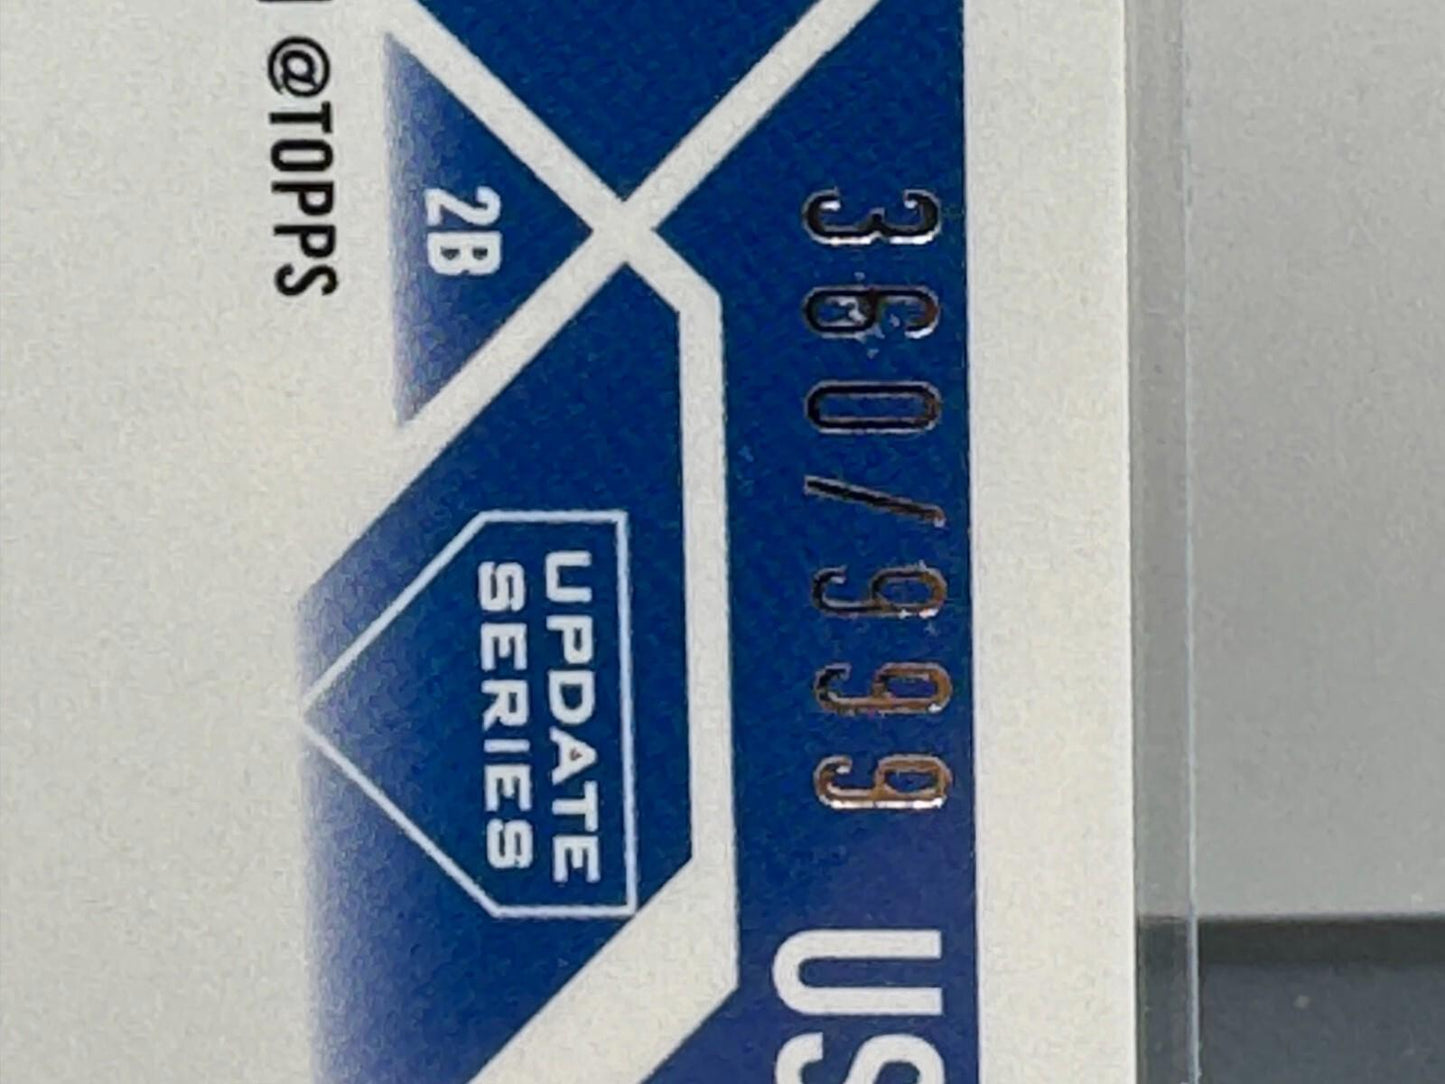 360/999 US
2B
UPDATE
SERIES
@TOPPS